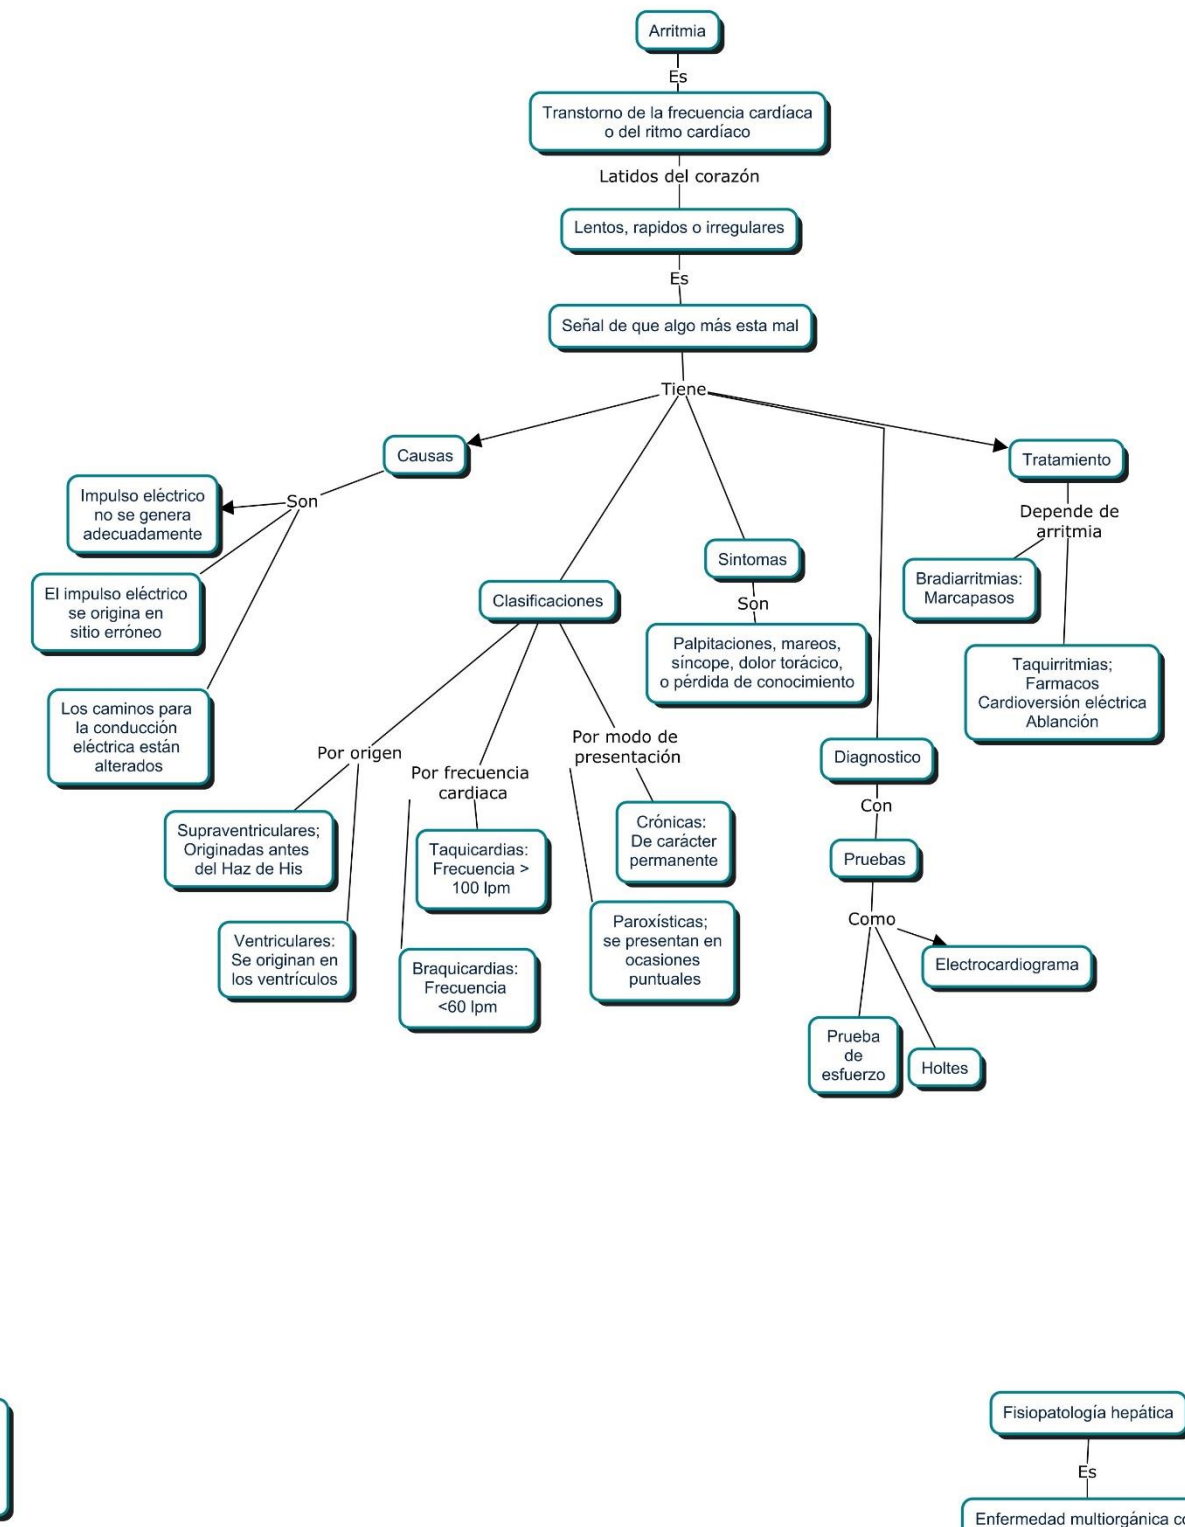 Arritmia
Es
Transtorno de la frecuencia cardíaca
o del ritmo cardíaco
Latidos del corazón
Lentos, rapidos o irregulares
Es
Señal de que algo más esta mal
Tiene
Causas
Son
Impulso eléctrico
no se genera
adecuadamente
El impulso eléctrico
se origina en
sitio erróneo
Los caminos para
la conducción
eléctrica están
alterados
Clasificaciones
Por origen
Supraventriculares;
Originadas antes
del Haz de His
Ventriculares:
Se originan en
los ventrículos
Por frecuencia
cardiaca
Taquicardias:
Frecuencia >
100 lpm
Braquicardias:
Frecuencia
<60 lpm
Por modo de
presentación
Crónicas:
De carácter
permanente
Paroxísticas;
se presentan en
ocasiones
puntuales
Sintomas
Son
Palpitaciones, mareos,
síncope, dolor torácico,
o pérdida de conocimiento
Diagnostico
Con
Pruebas
Como
Electrocardiograma
Prueba
de
esfuerzo
Holtes
Tratamiento
Depende de
arritmia
Bradiarritmias:
Marcapasos
Taquirritmias;
Farmacos
Cardioversión eléctrica
Ablanción
Fisiopatología hepática
Es
Enfermedad multiorgánica co